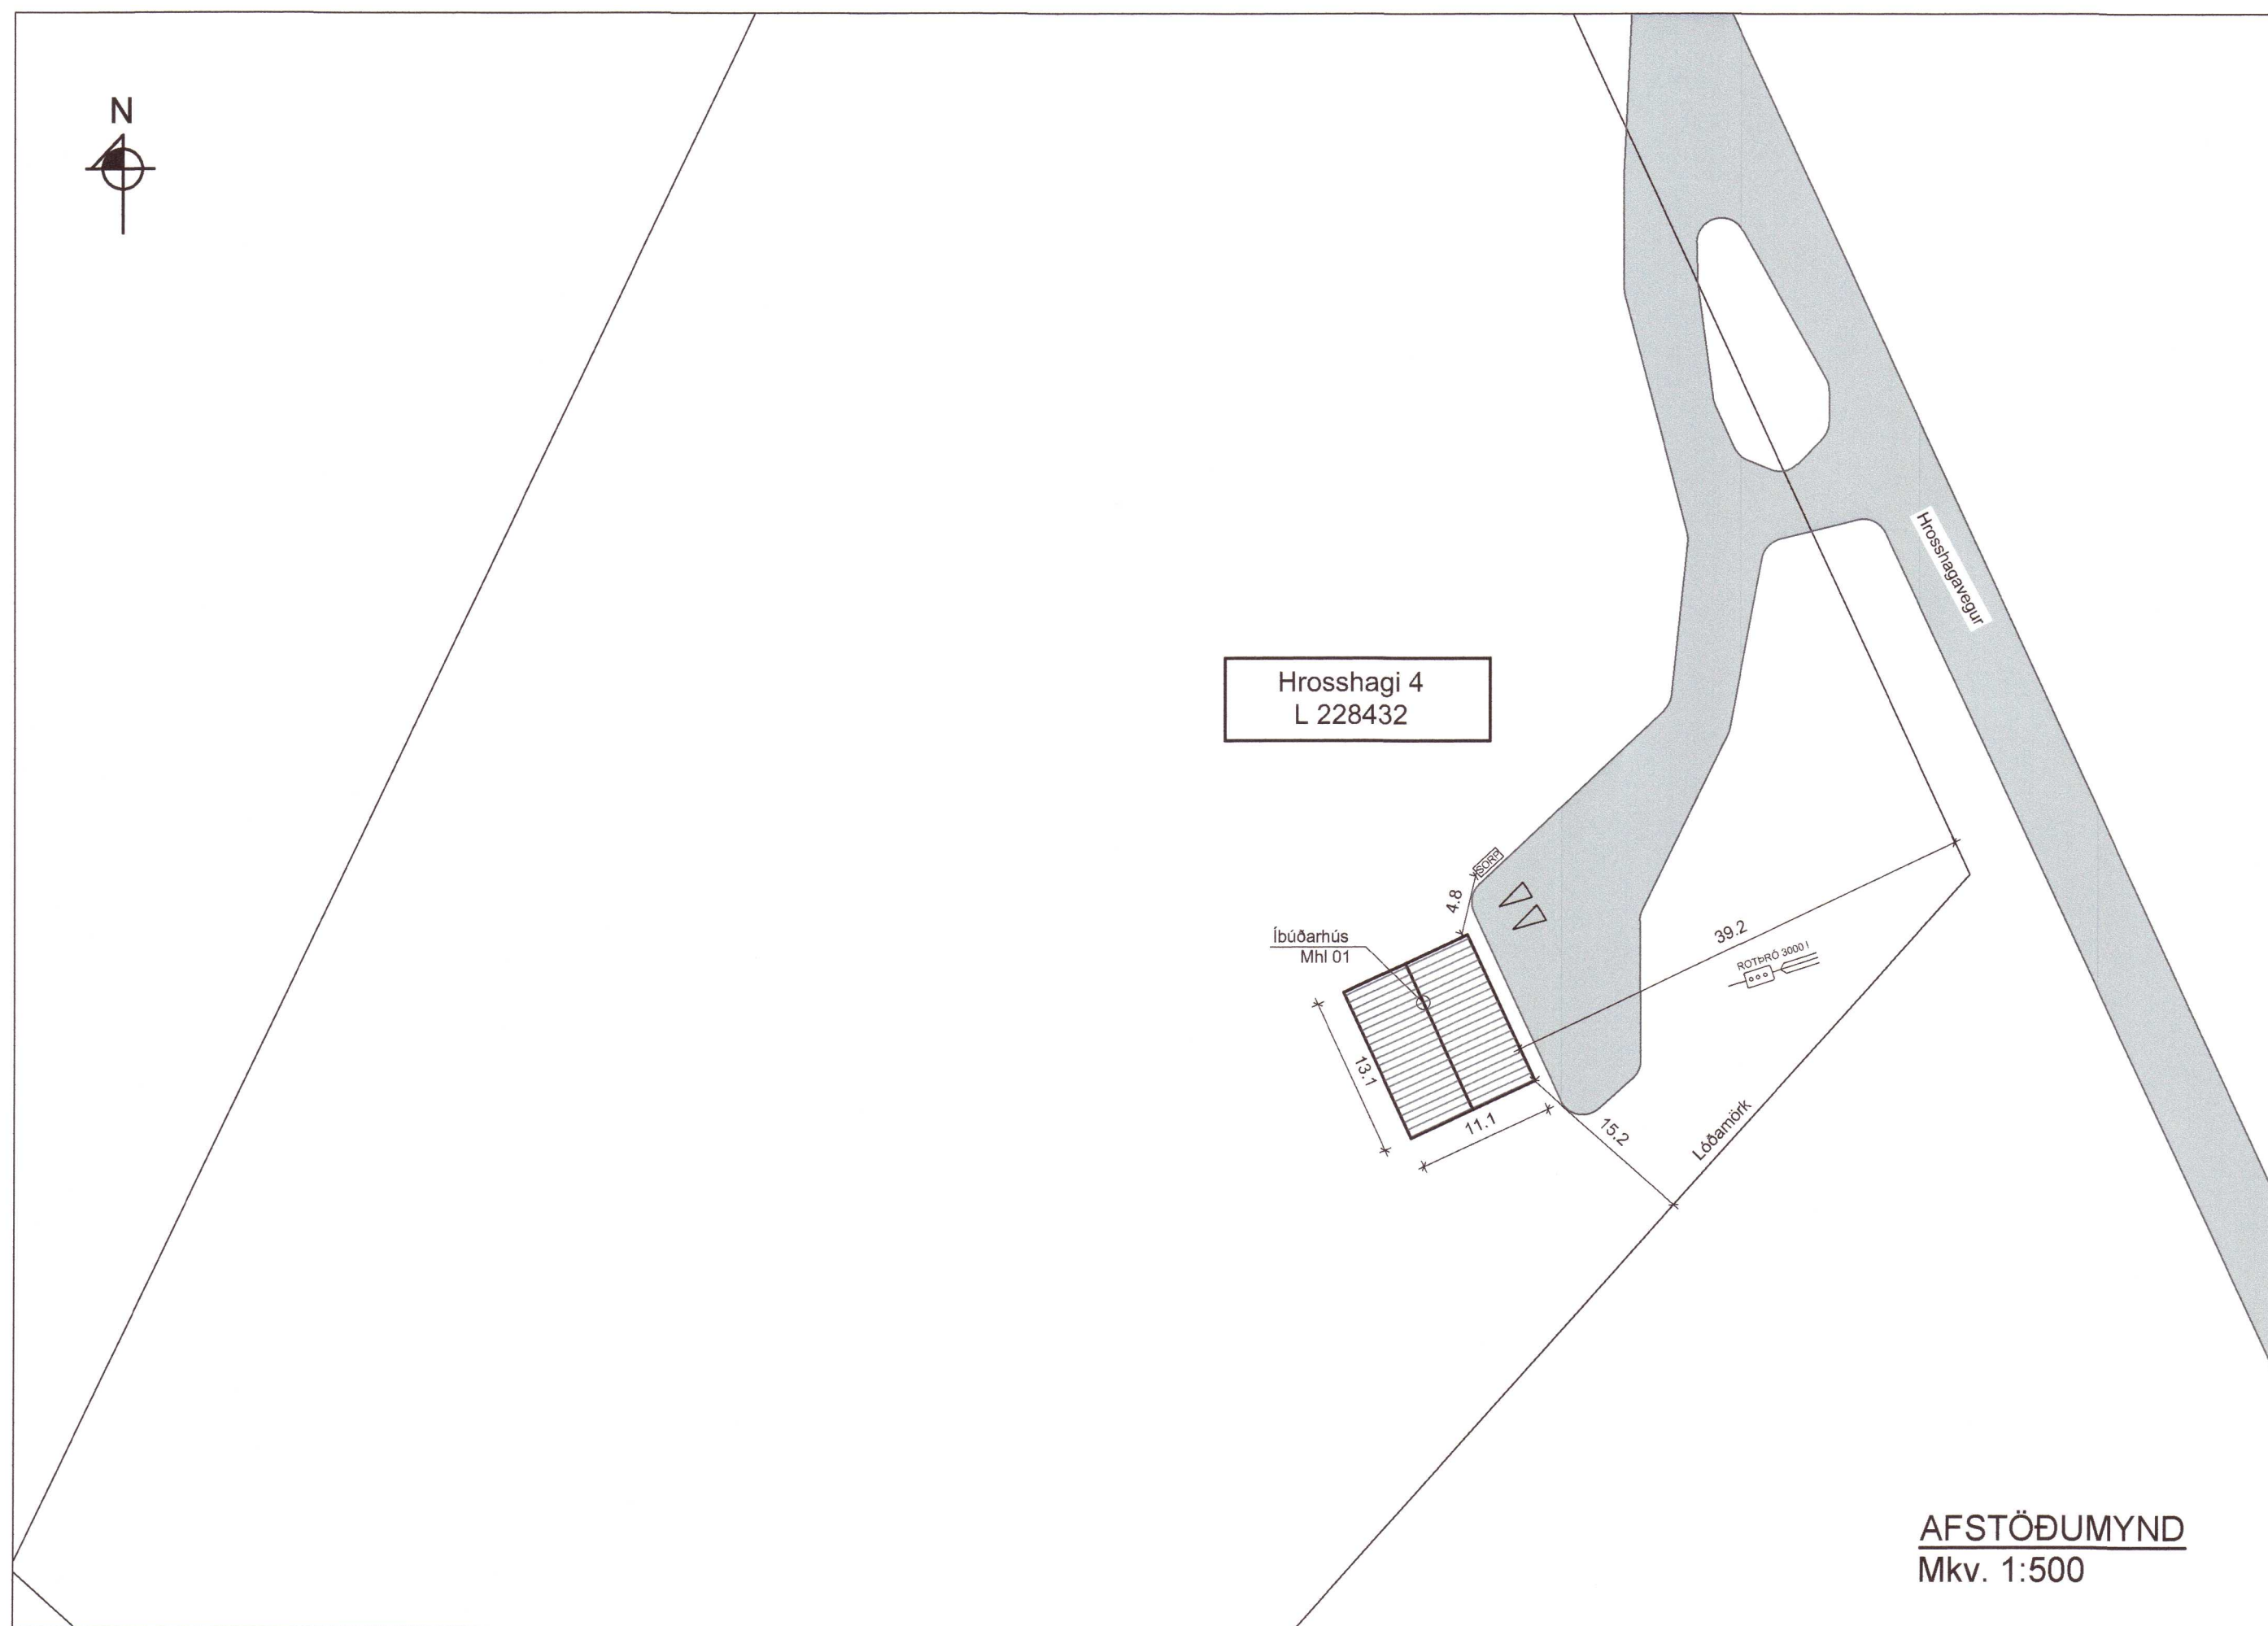 N
Hrosshagavegur
Hrosshagi 4
L 228432
SORP
4.8
Íbúðarhús
Mhl 01
39.2
ROTÞRÓ 3000 l
13.1
11.1
15.2
Lóðamörk
AFSTÖÐUMYND
Mkv. 1:500